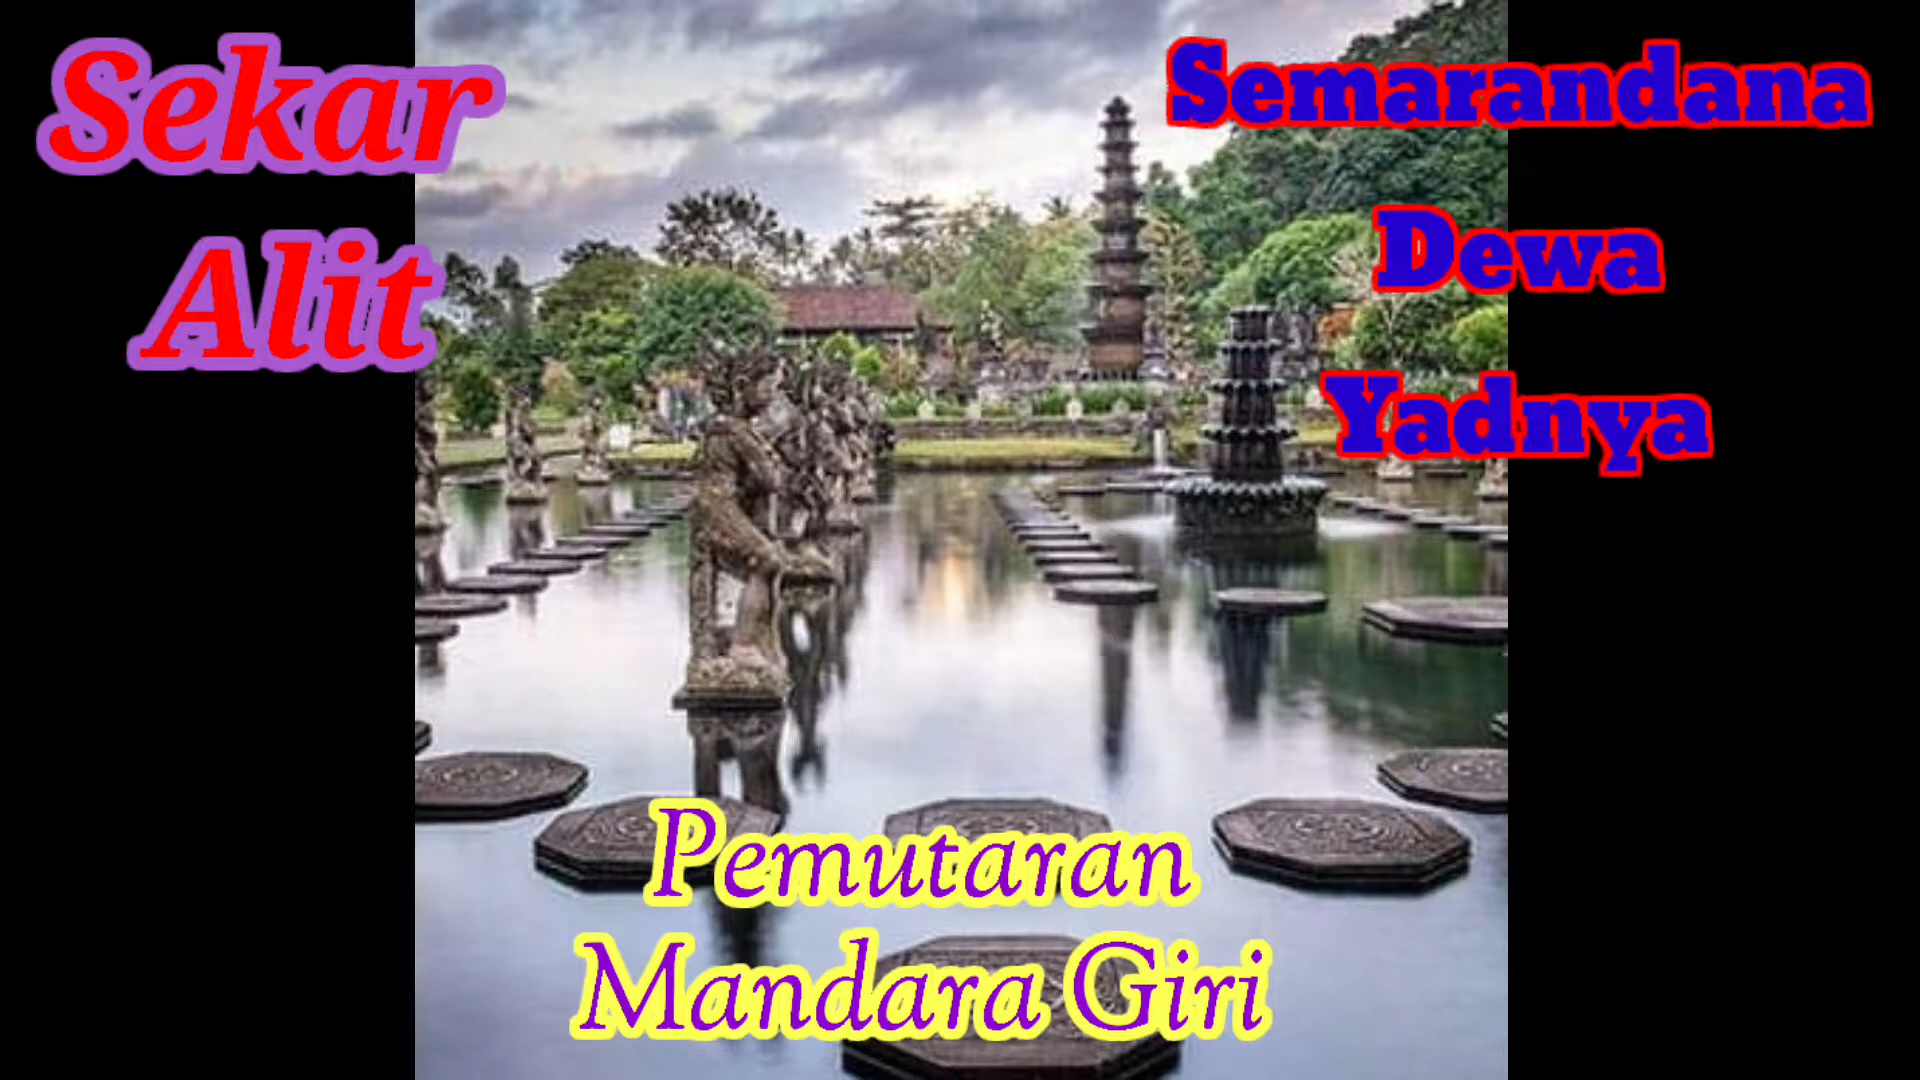 Sekar
Alit
Semarandana
Dewa
Yadnya
Pemutaran
Mandara Giri